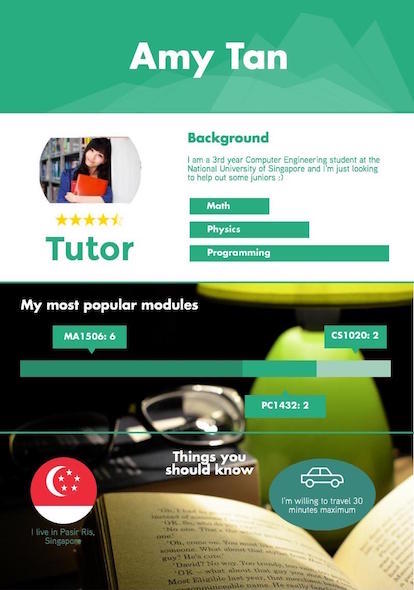 Amy Tan
Background
I am a 3rd year Computer Engineering student at the
National University of Singapore and I'm just looking
to help out some juniors :)
Math
Physics
Programming
Tutor
My most popular modules
MA1506: 6
CS1020: 2
PC1432: 2
Things you
should know
I live in Pasir Ris,
Singapore
I'm willing to travel 30
minutes maximum